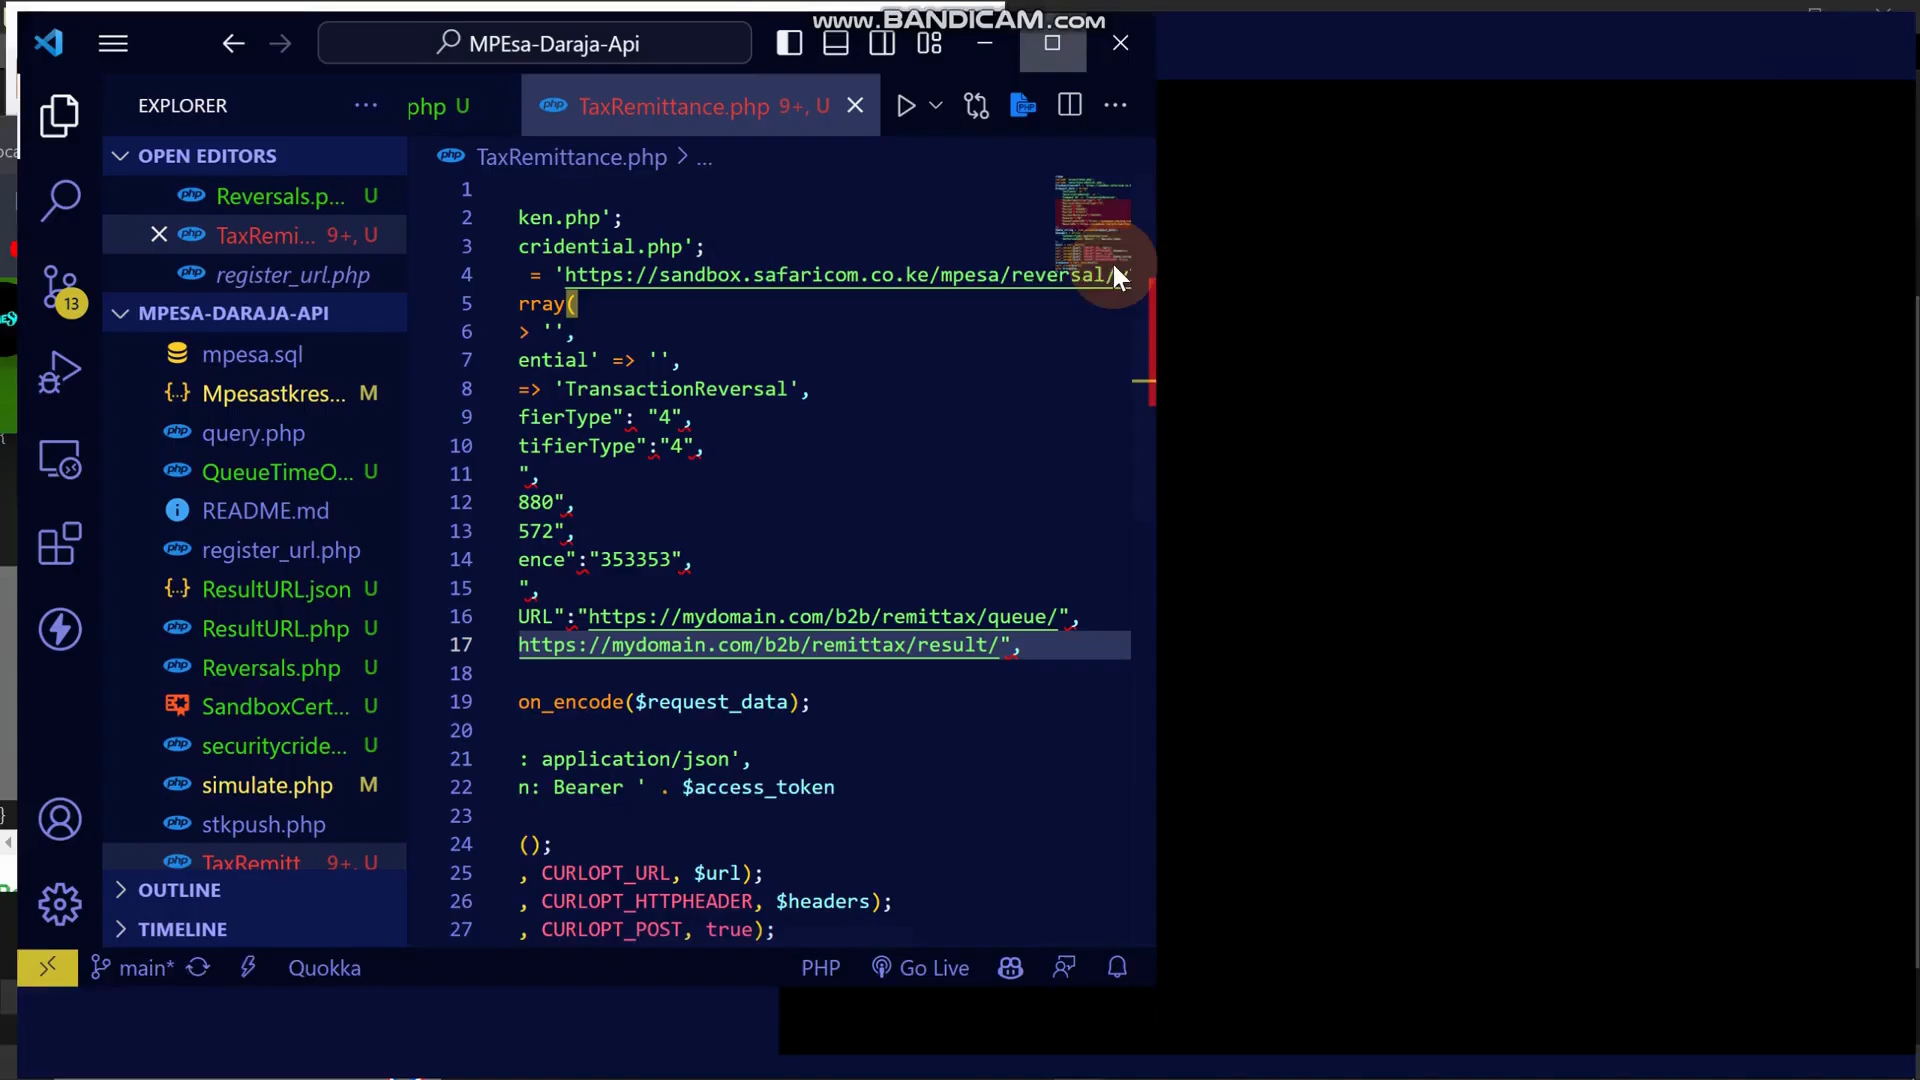 www.BANDICAM.com
MPEsa-Daraja-Api
EXPLORER
php U
TaxRemittance.php 9+, U
OPEN EDITORS
Reversals.p... U
TaxRemi... 9+, U
register_url.php
MPESA-DARAJA-API
mpesa.sql
Mpesastkres... M
query.php
QueueTimeO... U
README.md
register_url.php
ResultURL.json U
ResultURL.php U
Reversals.php U
SandboxCert... U
securitycride... U
simulate.php M
stkpush.php
TaxRemitt 9+, U
OUTLINE
TIMELINE
13
TaxRemittance.php > ...
1
2 ken.php';
3 cridential.php';
4 = 'https://sandbox.safaricom.co.ke/mpesa/reversal/
5 rray(
6 > '',
7 ential' => '',
8 => 'TransactionReversal',
9 fierType": "4",
10 tifierType":"4",
11 ",
12 880",
13 572",
14 ence":"353353",
15 ",
16 URL":"https://mydomain.com/b2b/remittax/queue/",
17 https://mydomain.com/b2b/remittax/result/",
18
19 on_encode($request_data);
20
21 : application/json',
22 n: Bearer ' . $access_token
23
24 ();
25 , CURLOPT_URL, $url);
26 , CURLOPT_HTTPHEADER, $headers);
27 , CURLOPT_POST, true);
main*
Quokka
PHP
Go Live